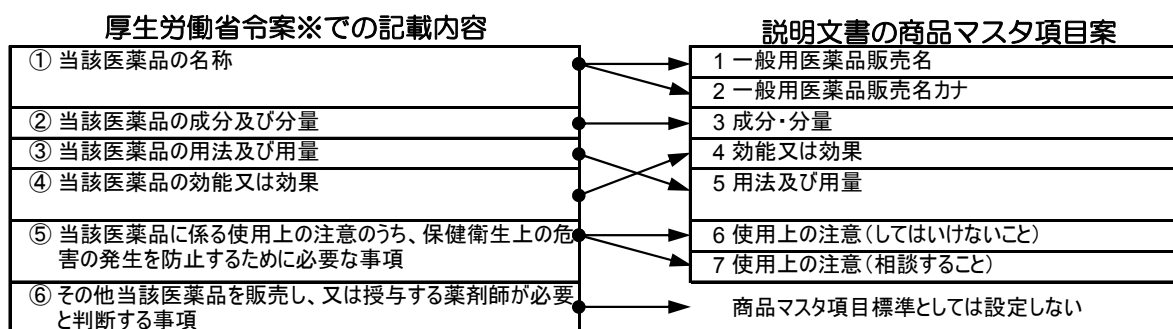 厚生労働省令案※での記載内容
① 当該医薬品の名称
② 当該医薬品の成分及び分量
③ 当該医薬品の用法及び用量
④ 当該医薬品の効能又は効果
⑤ 当該医薬品に係る使用上の注意のうち、保健衛生上の危
害の発生を防止するために必要な事項
⑥ その他当該医薬品を販売し、又は授与する薬剤師が必要
と判断する事項
説明文書の商品マスタ項目案
1 一般用医薬品販売名
2 一般用医薬品販売名カナ
3 成分・分量
4 効能又は効果
5 用法及び用量
6 使用上の注意（してはいけないこと）
7 使用上の注意（相談すること）
商品マスタ項目標準としては設定しない